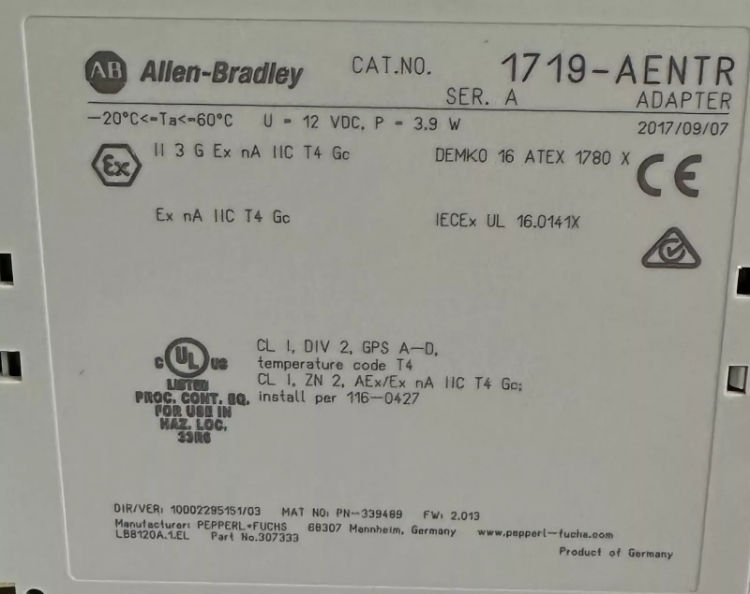 AB Allen-Bradley CAT.NO. 1719-AENTR
SER. A ADAPTER
-20°C<=Ta<=60°C U = 12 VDC, P = 3.9 W 2017/09/07
Ex II 3 G Ex nA IIC T4 Gc DEMKO 16 ATEX 1780 X CE
Ex nA IIC T4 Gc IECEx UL 16.0141X
c UL us CL I, DIV 2, GPS A-D,
temperature code T4
LISTED CL I, ZN 2, AEx/Ex nA IIC T4 Gc;
PROC. CONT. EQ. install per 116-0427
FOR USE IN
HAZ. LOC.
33RG
DIR/VER: 10002295151/03 MAT NO: PN-339489 FW: 2.013
Manufacturer: PEPPERL+FUCHS 68307 Mannheim, Germany www.pepperl-fuchs.com
LB8120A.1.EL Part No.307333
Product of Germany